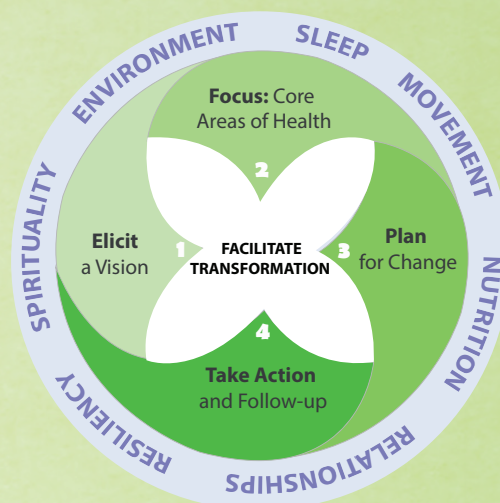 ENVIRONMENT
SLEEP
MOVEMENT
NUTRITION
RELATIONSHIPS
RESILIENCY
SPIRITUALITY
Focus: Core
Areas of Health
2
Elicit
a Vision
1
FACILITATE
TRANSFORMATION
3
Plan
for Change
4
Take Action
and Follow-up